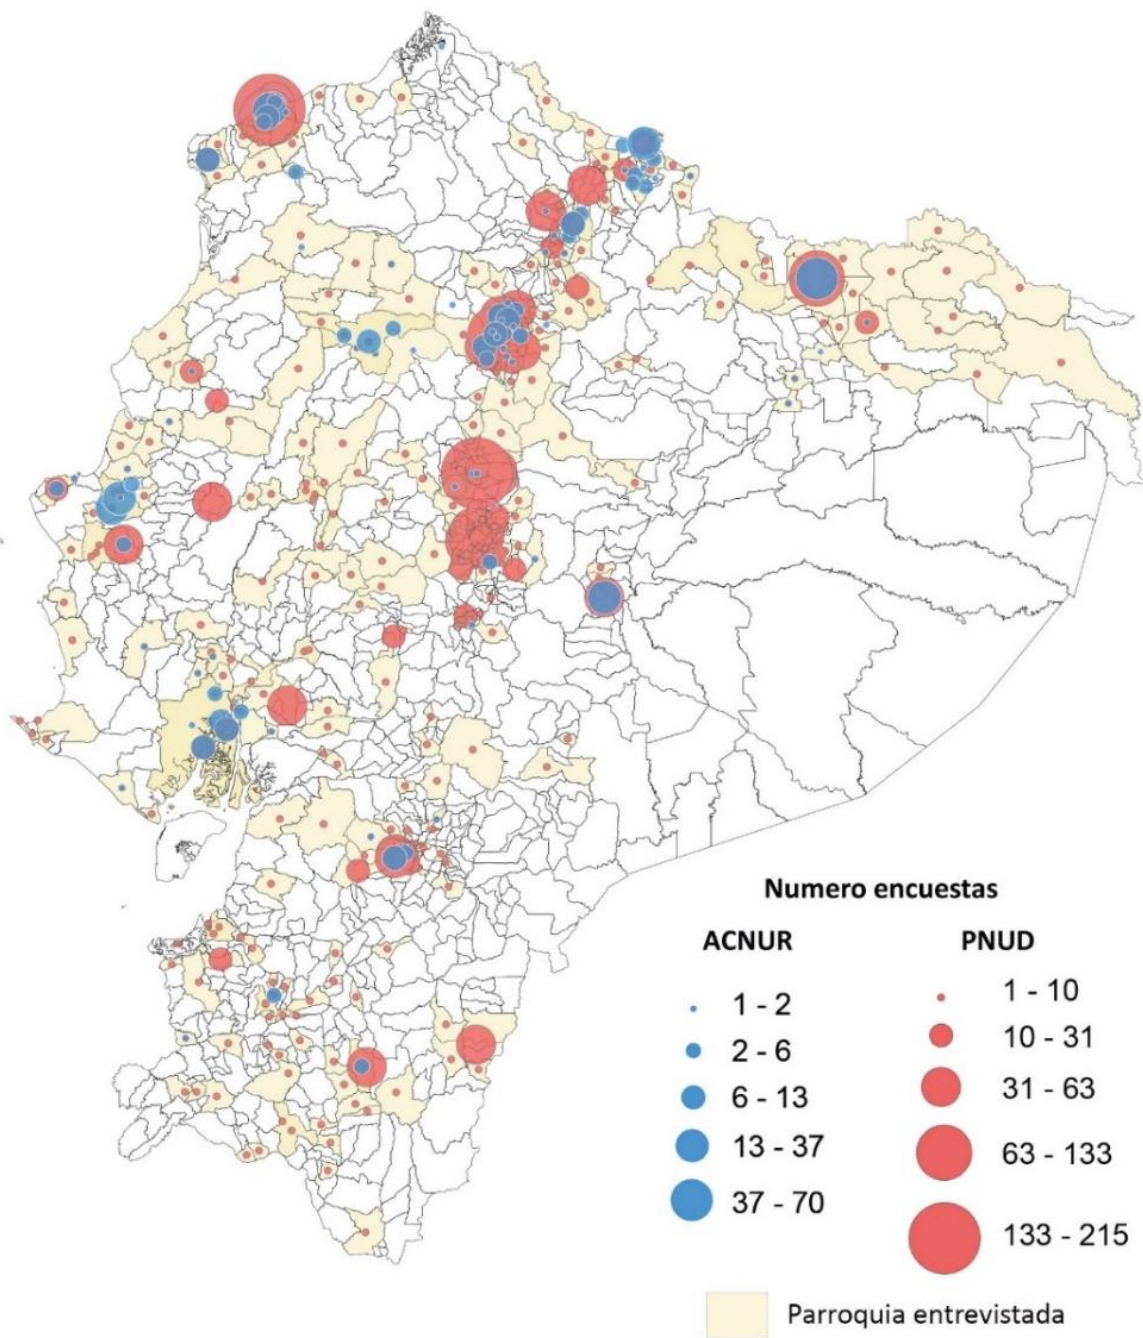 Numero encuestas
ACNUR PNUD
1 - 2 1 - 10
2 - 6 10 - 31
6 - 13 31 - 63
13 - 37 63 - 133
37 - 70 133 - 215
Parroquia entrevistada